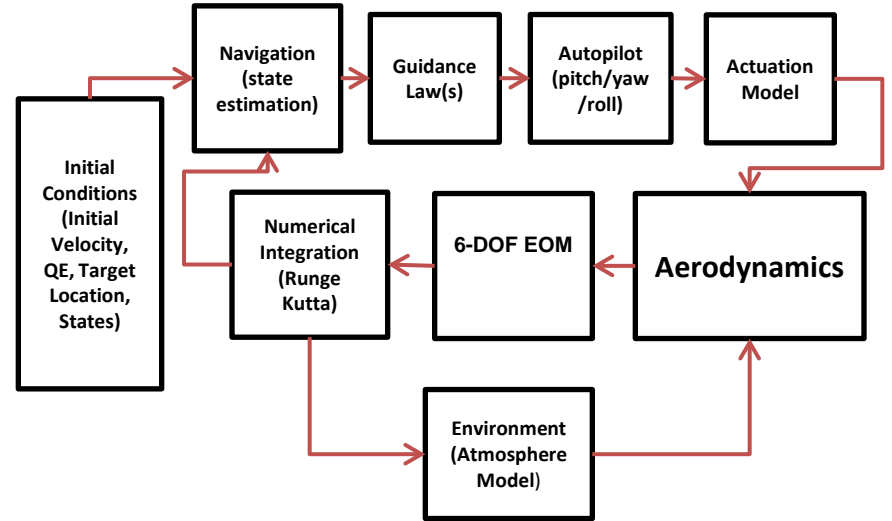 Navigation
(state
estimation)
Guidance
Law(s)
Autopilot
(pitch/yaw
/roll)
Actuation
Model
Initial
Conditions
(Initial
Velocity,
QE, Target
Location,
States)
Numerical
Integration
(Runge
Kutta)
6-DOF EOM
Aerodynamics
Environment
(Atmosphere
Model)